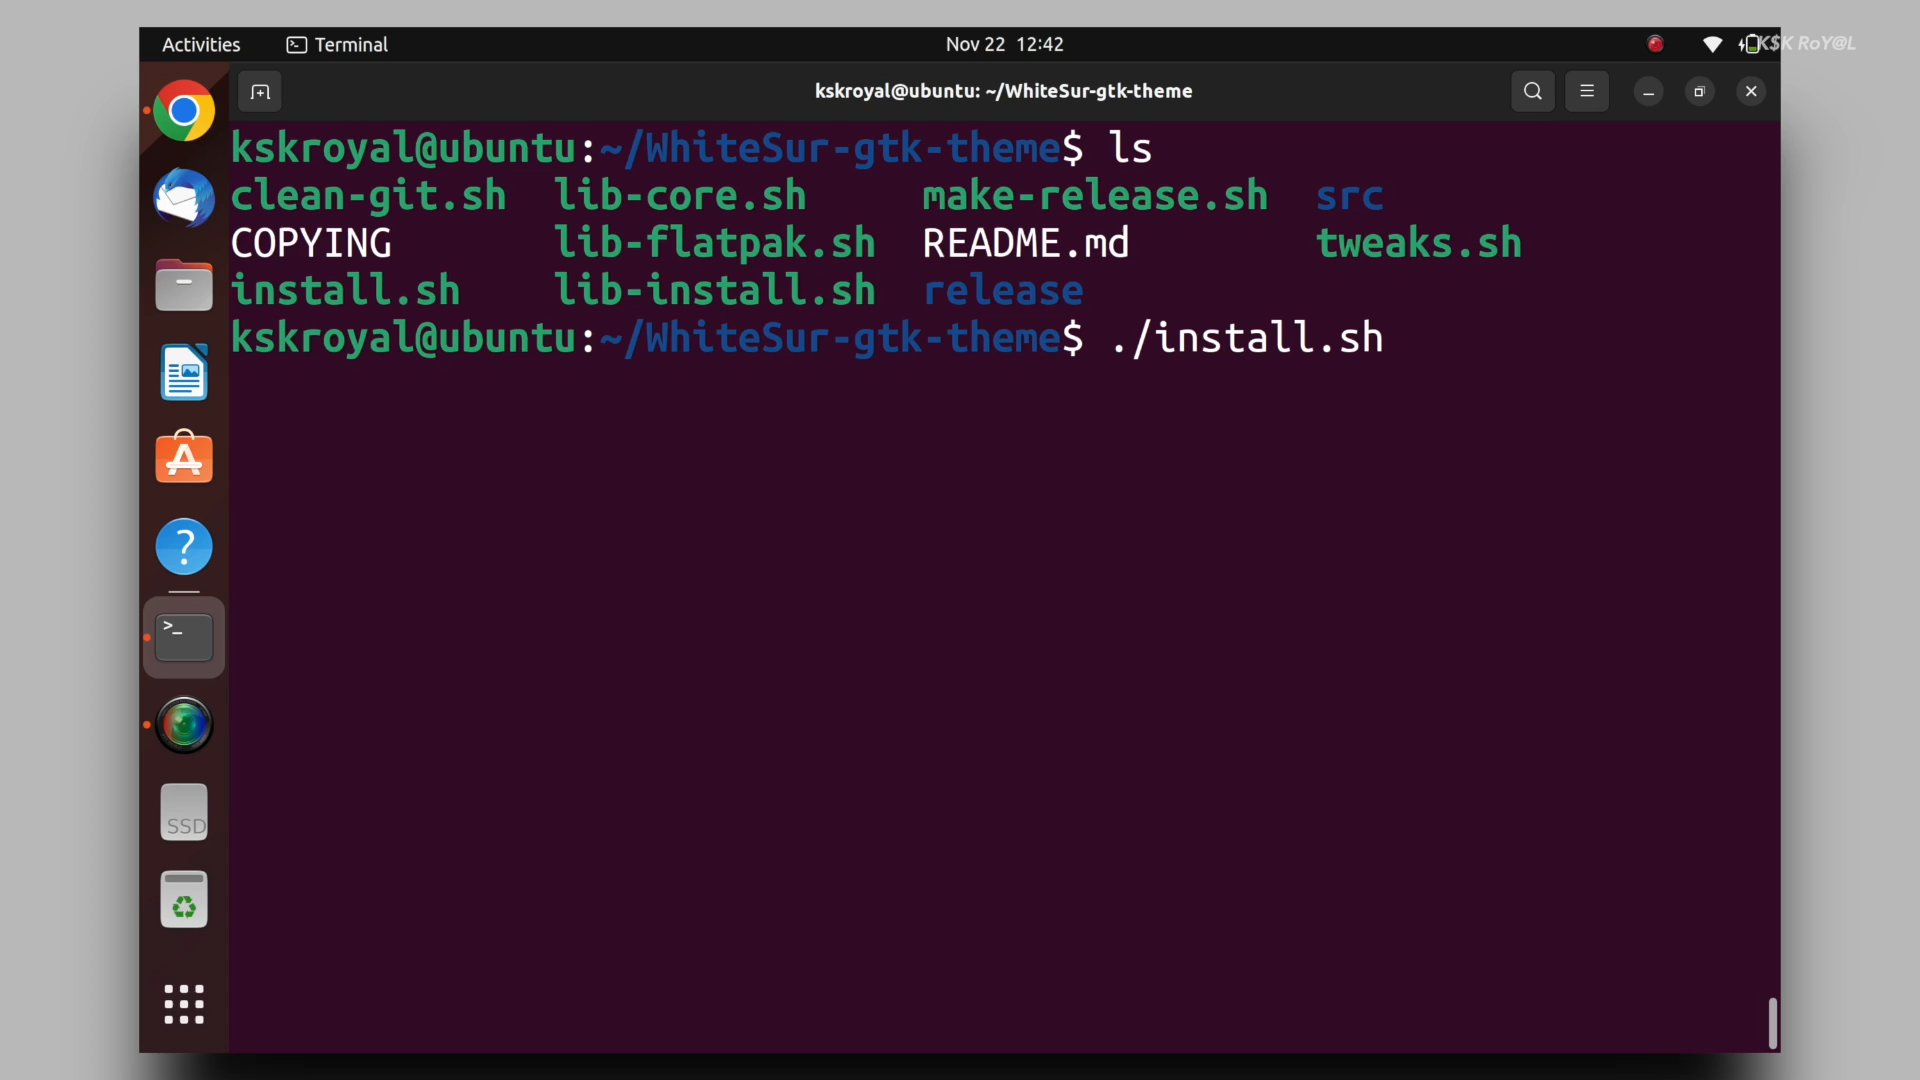 Activities Terminal Nov 22 12:42 K$K RoY@L
kskroyal@ubuntu: ~/WhiteSur-gtk-theme
kskroyal@ubuntu:~/WhiteSur-gtk-theme$ ls
clean-git.sh lib-core.sh make-release.sh src
COPYING lib-flatpak.sh README.md tweaks.sh
install.sh lib-install.sh release
kskroyal@ubuntu:~/WhiteSur-gtk-theme$ ./install.sh
>_
SSD